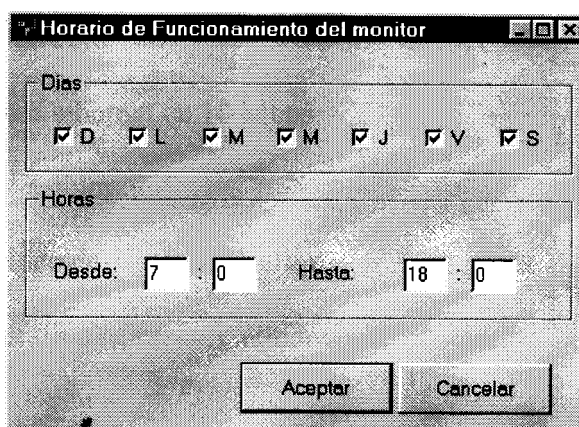 Horario de Funcionamiento del monitor
Dias
D L M M J V S
Horas
Desde: 7 : 0 Hasta: 18 : 0
Aceptar Cancelar